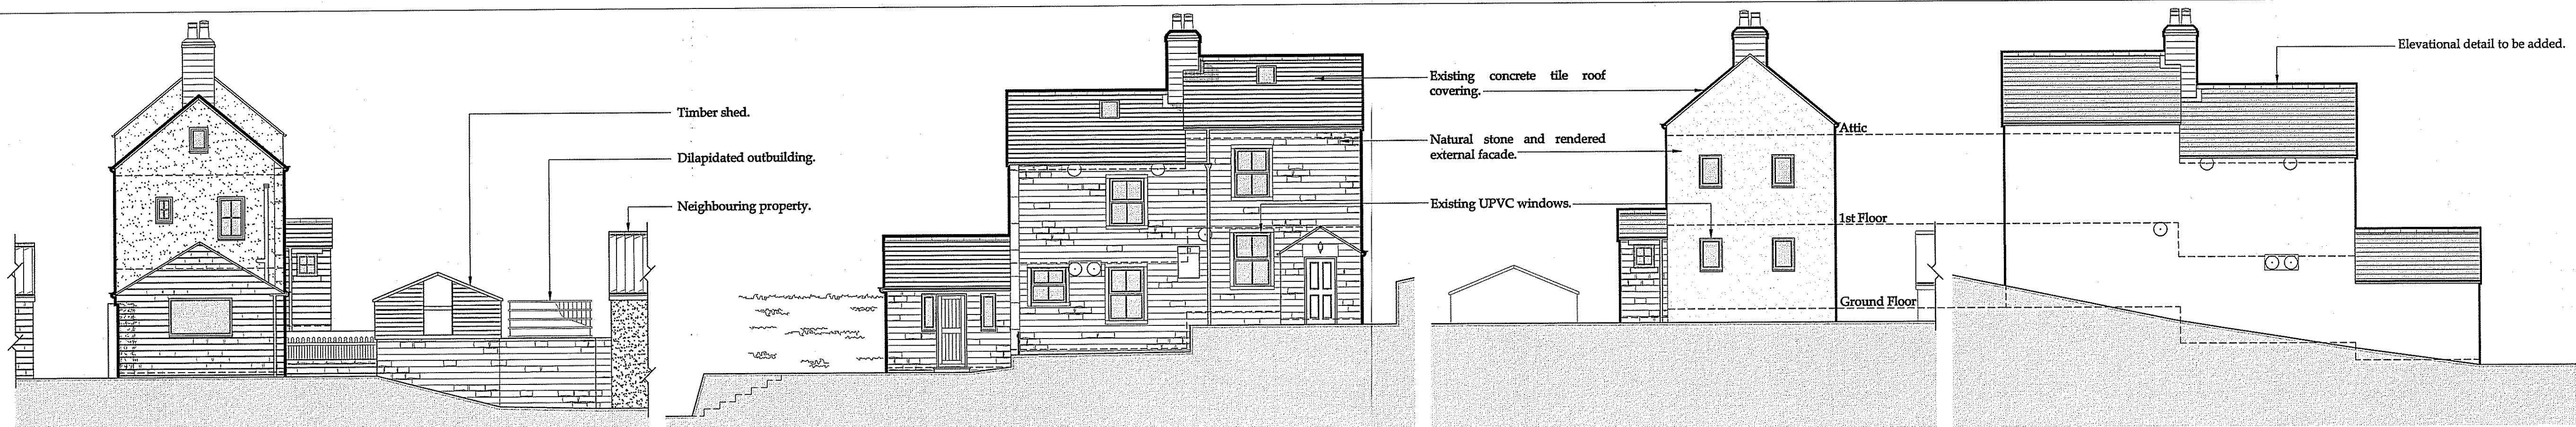 Timber shed.
Dilapidated outbuilding.
Neighbouring property.
Existing concrete tile roof
covering.
Natural stone and rendered
external facade.
Existing UPVC windows.
Attic
1st Floor
Ground Floor
Elevational detail to be added.